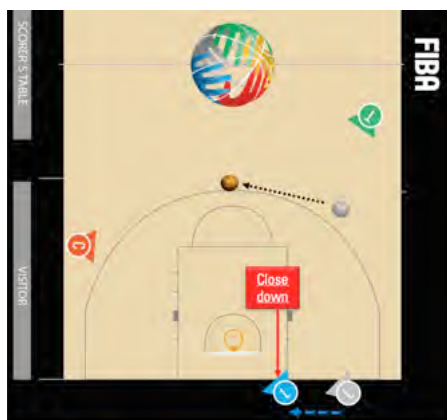 SCORER'S TABLE
FIBA
T
C
VISITOR
Close
down
L
L